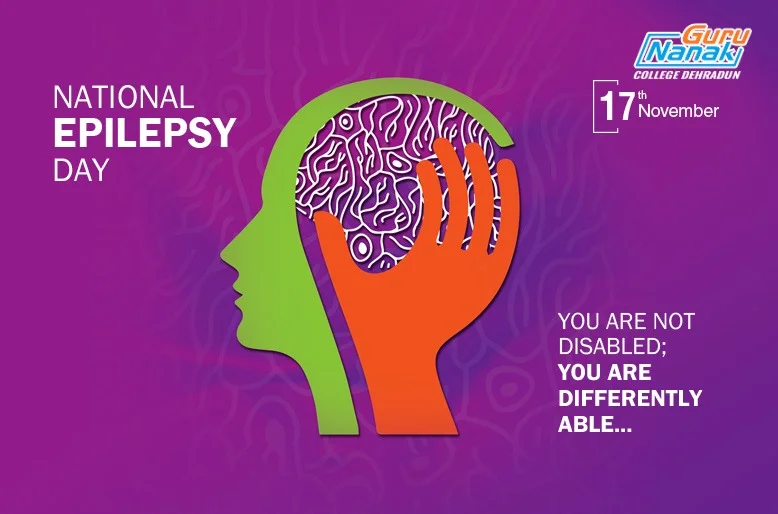 Guru
Nanak
COLLEGE DEHRADUN
17th November
NATIONAL
EPILEPSY
DAY
YOU ARE NOT
DISABLED;
YOU ARE
DIFFERENTLY
ABLE...